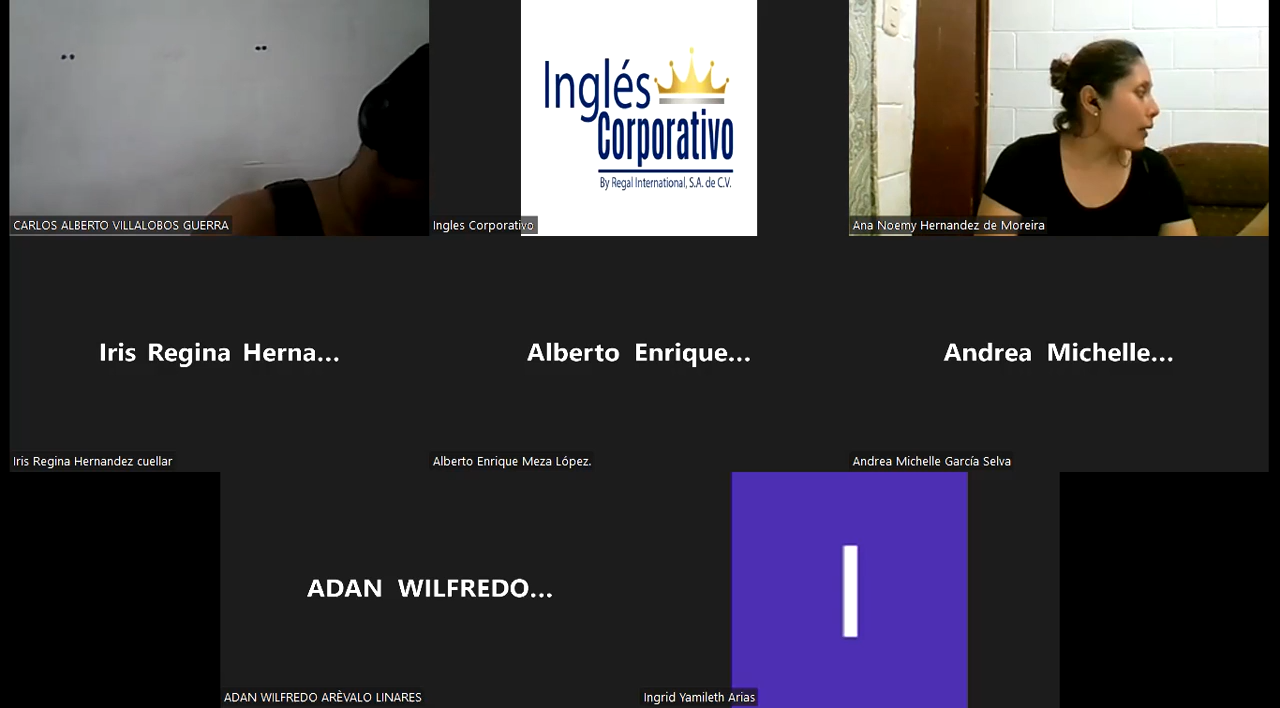 Inglés
Corporativo
By Regal International, S.A. de C.V.
CARLOS ALBERTO VILLALOBOS GUERRA
Ingles Corporativo
Ana Noemy Hernandez de Moreira
Iris Regina Herna...
Alberto Enrique...
Andrea Michelle...
Iris Regina Hernandez cuellar
Alberto Enrique Meza López.
Andrea Michelle García Selva
ADAN WILFREDO...
I
ADAN WILFREDO ARÈVALO LINARES
Ingrid Yamileth Arias